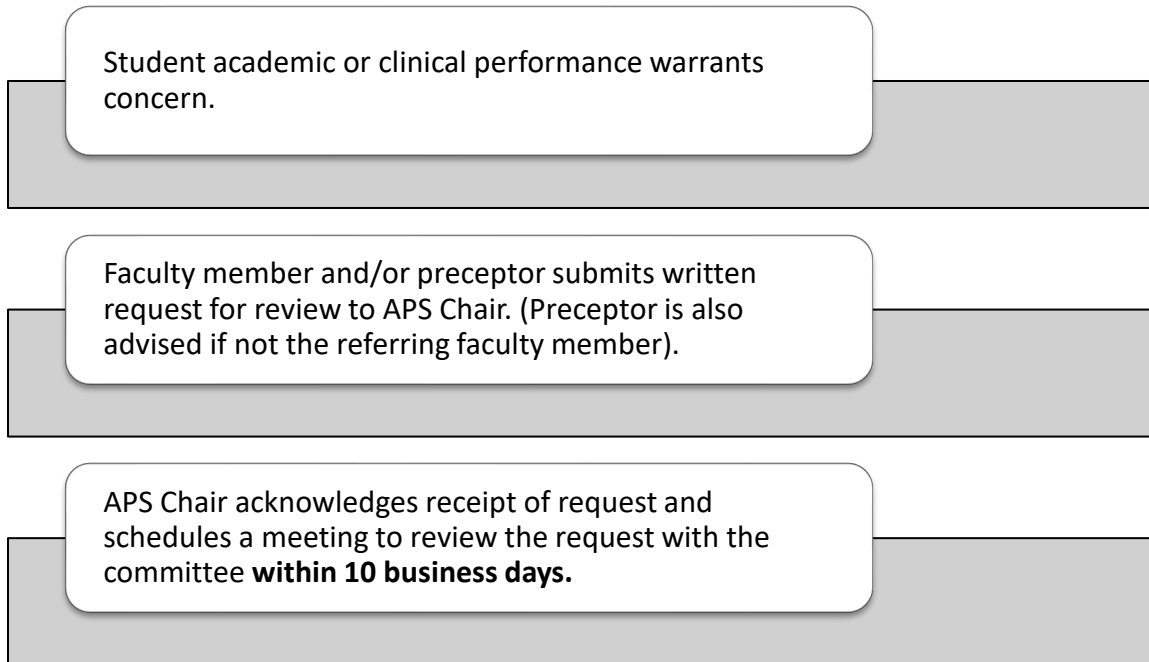 Student academic or clinical performance warrants
concern.
Faculty member and/or preceptor submits written
request for review to APS Chair. (Preceptor is also
advised if not the referring faculty member).
APS Chair acknowledges receipt of request and
schedules a meeting to review the request with the
committee within 10 business days.